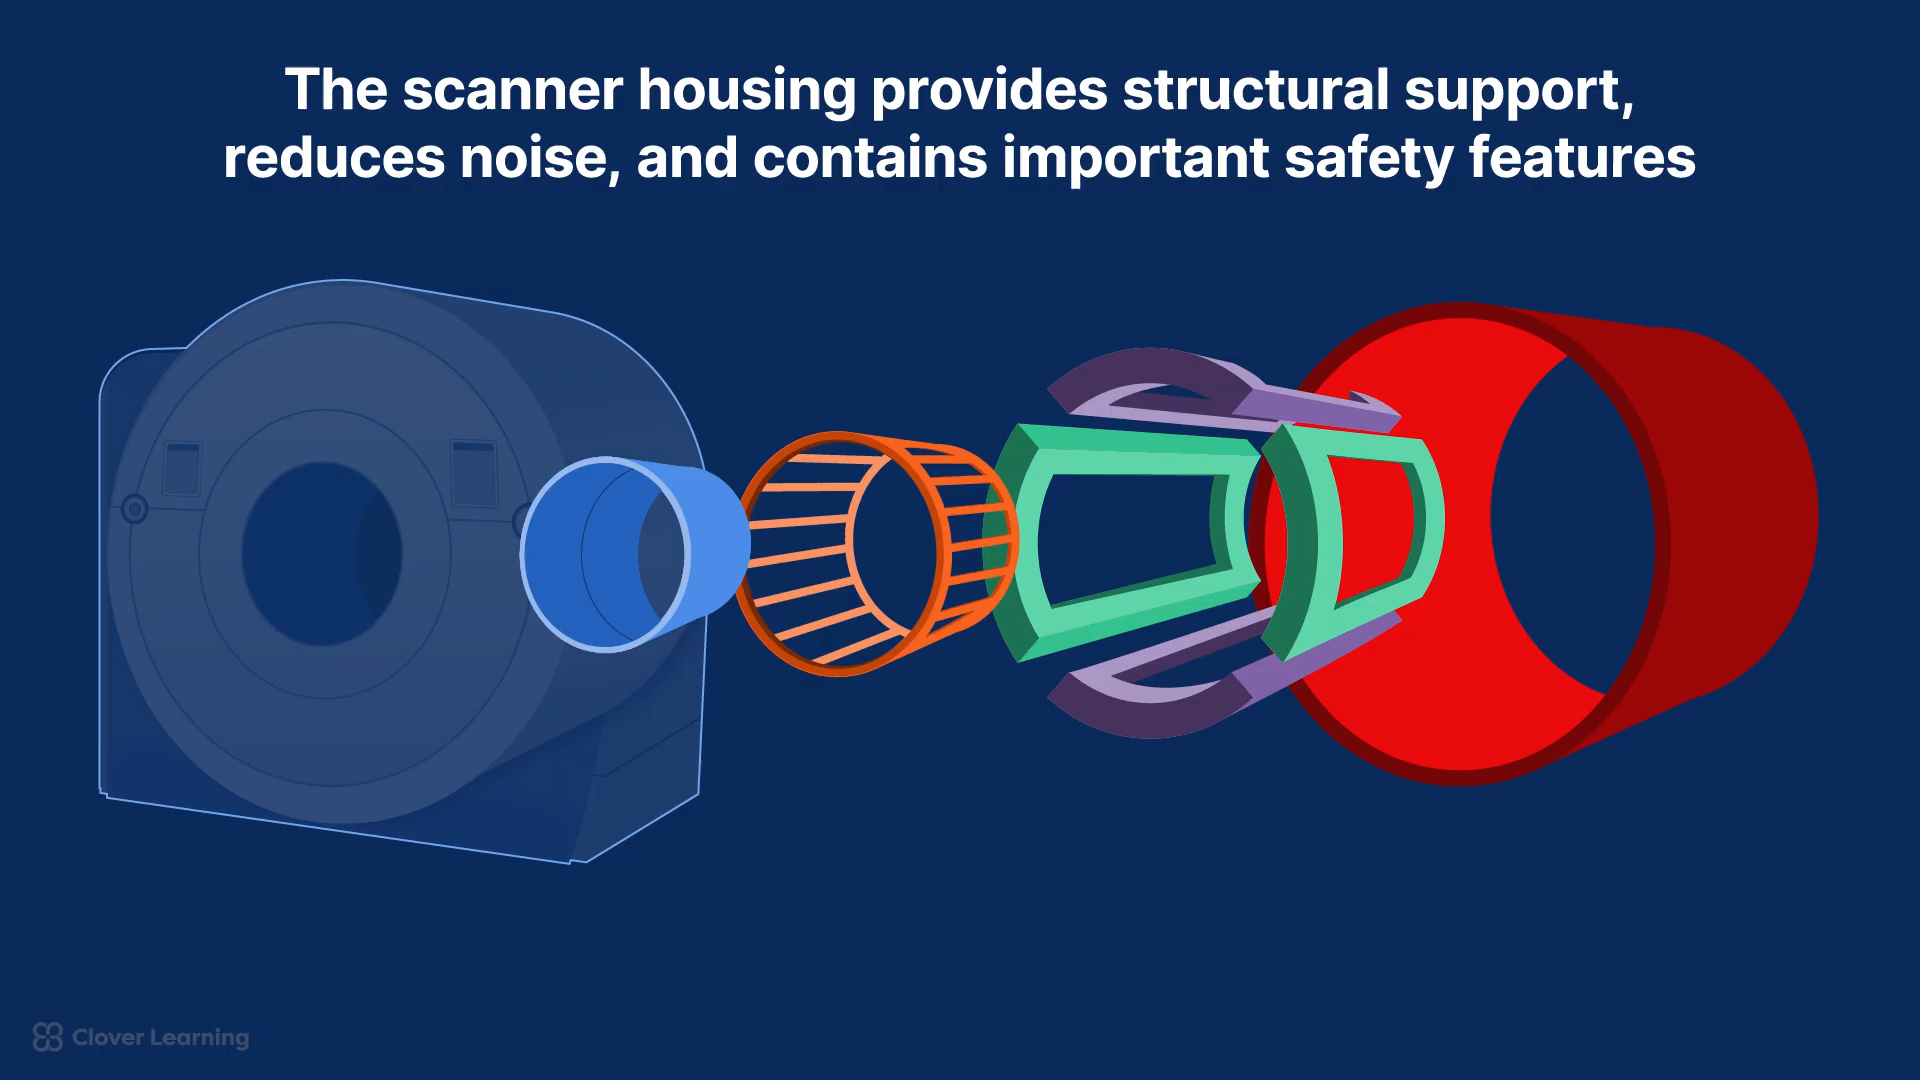 The scanner housing provides structural support,
reduces noise, and contains important safety features
Clover Learning